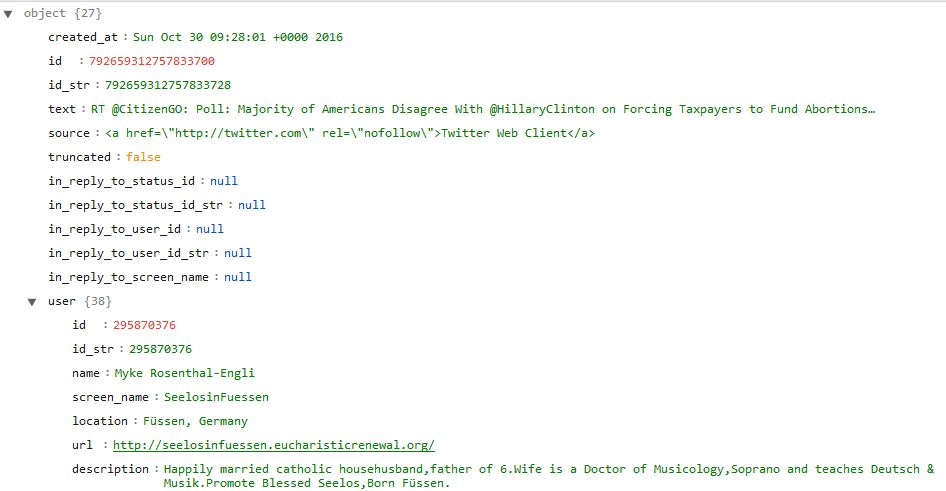 object {27}
created_at : Sun Oct 30 09:28:01 +0000 2016
id : 792659312757833700
id_str : 792659312757833728
text : RT @CitizenGO: Poll: Majority of Americans Disagree With @HillaryClinton on Forcing Taxpayers to Fund Abortions…
source : <a href=\"http://twitter.com\" rel=\"nofollow\">Twitter Web Client</a>
truncated : false
in_reply_to_status_id : null
in_reply_to_status_id_str : null
in_reply_to_user_id : null
in_reply_to_user_id_str : null
in_reply_to_screen_name : null
user {38}
id : 295870376
id_str : 295870376
name : Myke Rosenthal-Engli
screen_name : SeelosinFuessen
location : Füssen, Germany
url : http://seelosinfuessen.eucharisticrenewal.org/
description : Happily married catholic househusband,father of 6.Wife is a Doctor of Musicology,Soprano and teaches Deutsch &
Musik.Promote Blessed Seelos,Born Füssen.